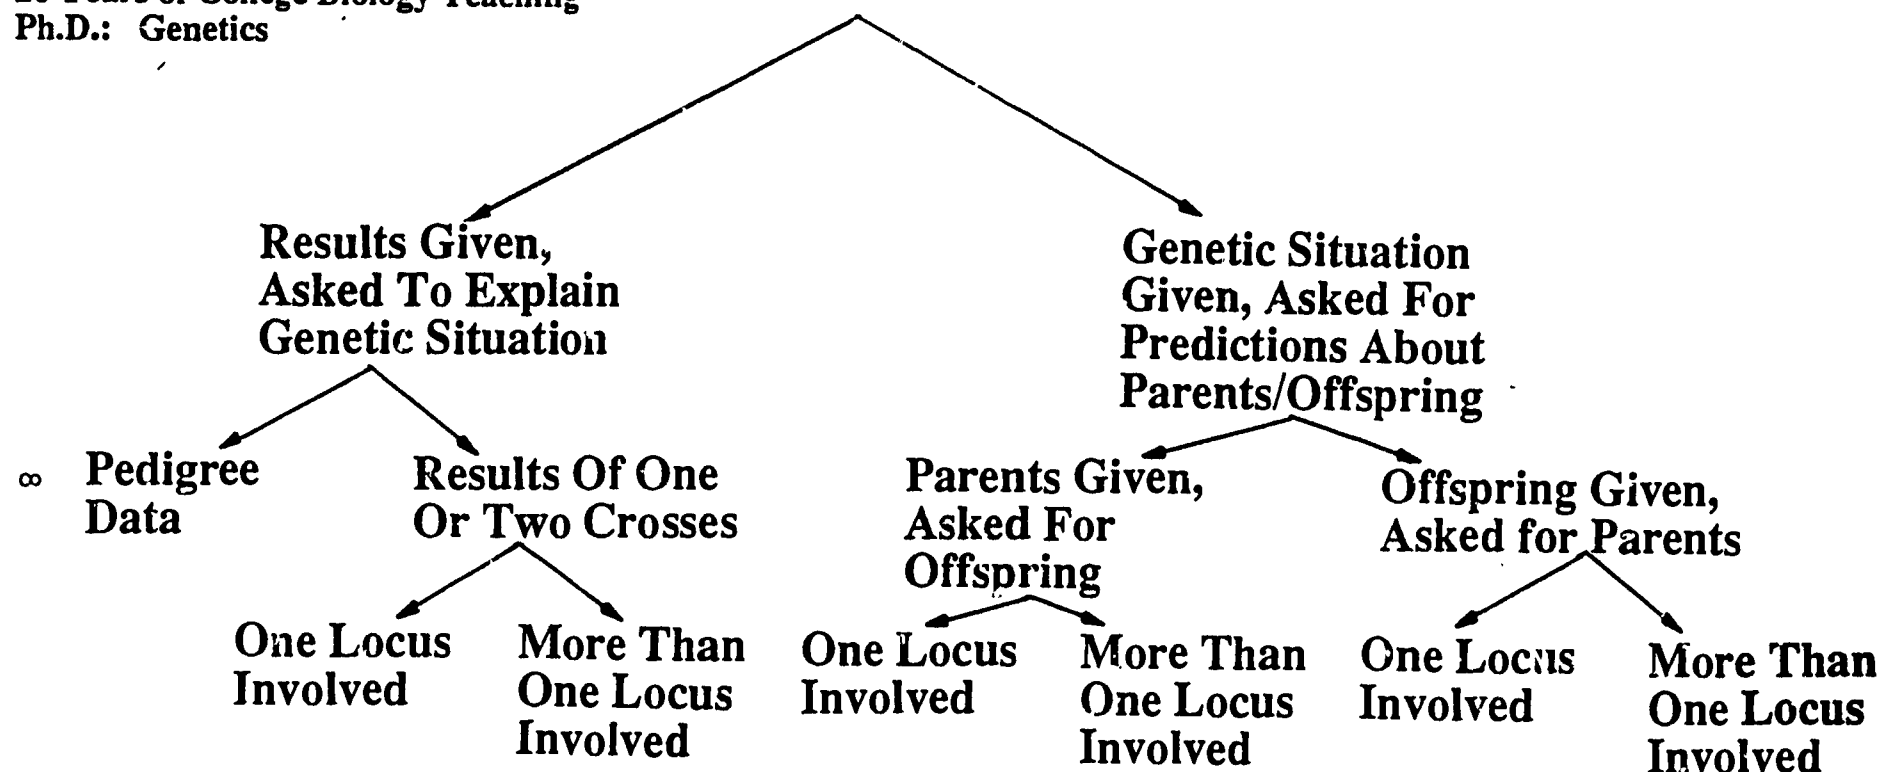 Ph.D.: Genetics
Results Given,
Asked To Explain
Genetic Situation
Genetic Situation
Given, Asked For
Predictions About
Parents/Offspring
∞
Pedigree
Data
Results Of One
Or Two Crosses
Parents Given,
Asked For
Offspring
Offspring Given,
Asked for Parents
One Locus
Involved
More Than
One Locus
Involved
One Locus
Involved
More Than
One Locus
Involved
One Locus
Involved
More Than
One Locus
Involved